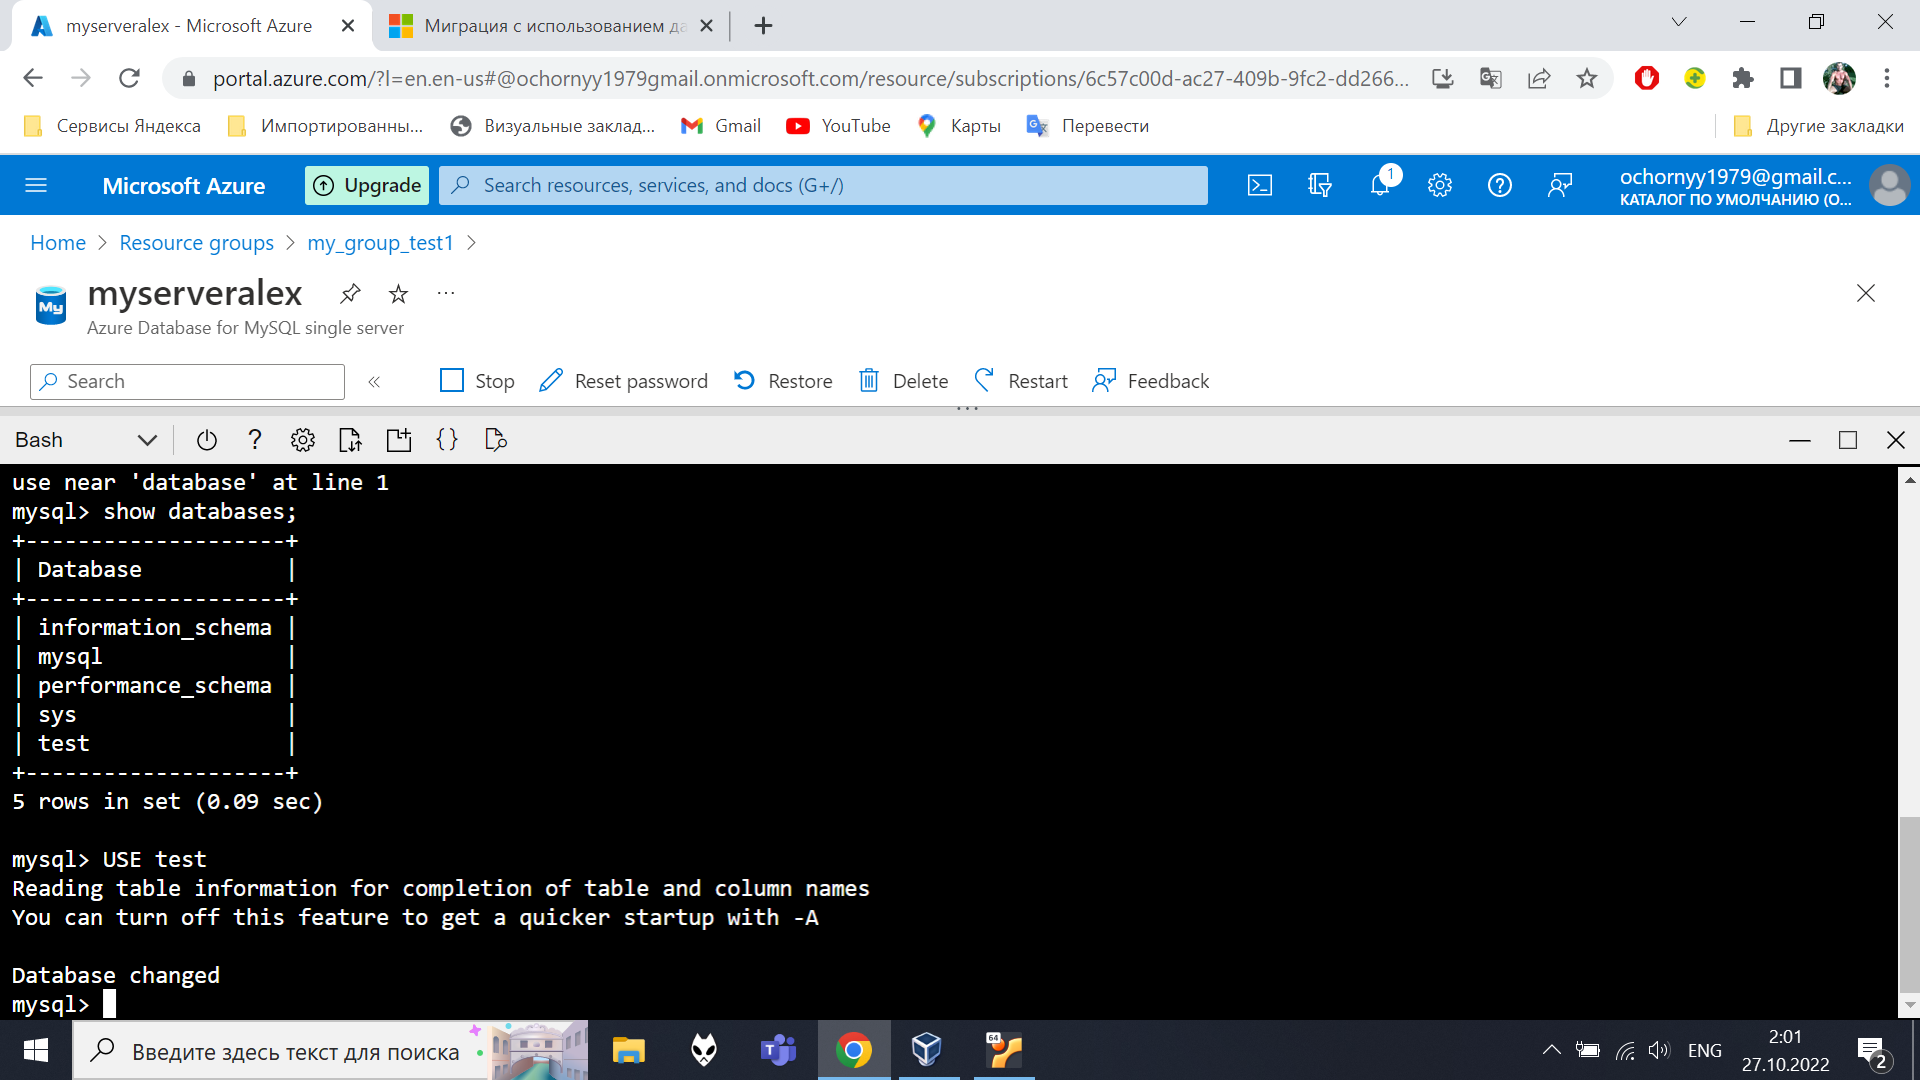 myserveralex - Microsoft Azure
Миграция с использованием да
portal.azure.com/?l=en.en-us#@ochornyy1979gmail.onmicrosoft.com/resource/subscriptions/6c57c00d-ac27-409b-9fc2-dd266...
Сервисы Яндекса
Импортированны...
Визуальные заклад...
Gmail
YouTube
Карты
Перевести
Другие закладки
Microsoft Azure
Upgrade
Search resources, services, and docs (G+/)
1
ochornyy1979@gmail.c...
КАТАЛОГ ПО УМОЛЧАНИЮ (O...
Home > Resource groups > my_group_test1 >
My
myserveralex
Azure Database for MySQL single server
Search
«
Stop
Reset password
Restore
Delete
Restart
Feedback
Bash
use near 'database' at line 1
mysql> show databases;
+--------------------+
| Database           |
+--------------------+
| information_schema |
| mysql              |
| performance_schema |
| sys                |
| test               |
+--------------------+
5 rows in set (0.09 sec)
mysql> USE test
Reading table information for completion of table and column names
You can turn off this feature to get a quicker startup with -A
Database changed
mysql>
Введите здесь текст для поиска
T
64
ENG
2:01
27.10.2022
2